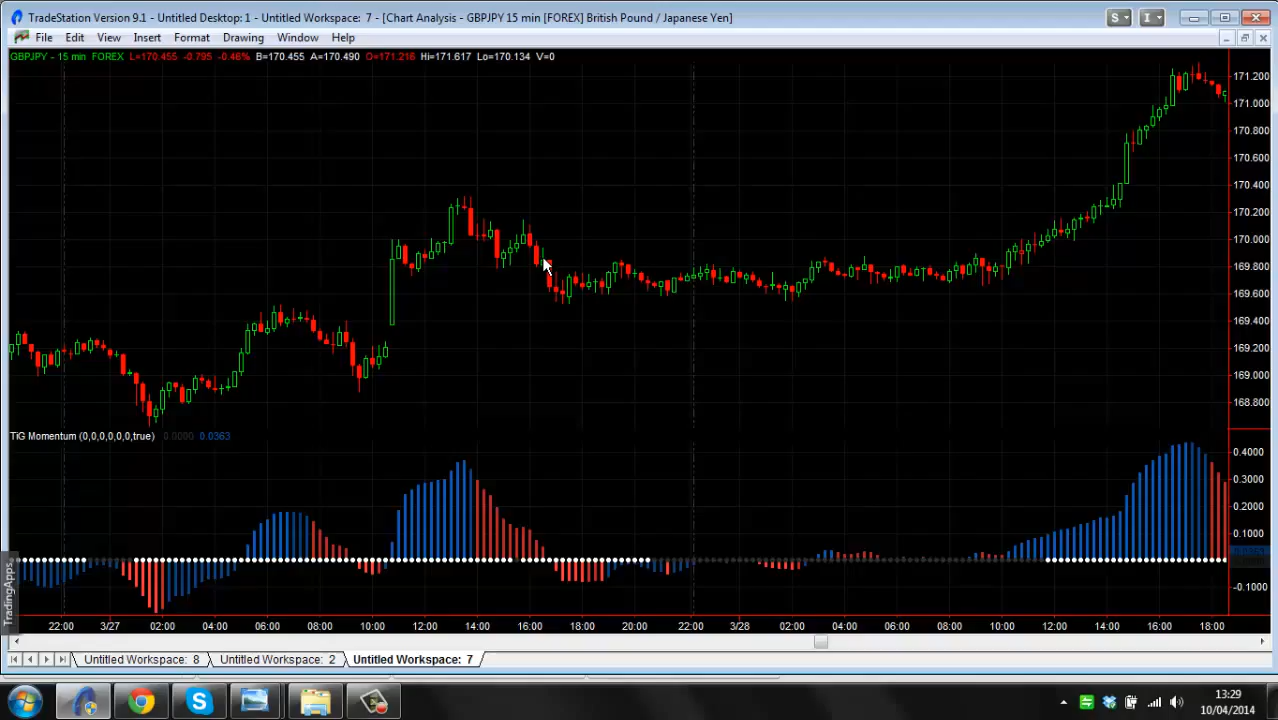 TradeStation Version 9.1 - Untitled Desktop: 1 - Untitled Workspace: 7 - [Chart Analysis - GBPJPY 15 min [FOREX] British Pound / Japanese Yen]
S I
File Edit View Insert Format Drawing Window Help
GBPJPY - 15 min FOREX L=170.455 -0.795 -0.46% B=170.455 A=170.490 O=171.216 Hi=171.617 Lo=170.134 V=0
171.200
171.000
170.800
170.600
170.400
170.200
170.000
169.800
169.600
169.400
169.200
169.000
168.800
TiG Momentum (0,0,0,0,0,0,true) 0.0000 0.0363
0.4000
0.3000
0.2000
0.1000
-0.1000
TradingApps
22:00 3/27 02:00 04:00 06:00 08:00 10:00 12:00 14:00 16:00 18:00 20:00 22:00 3/28 02:00 04:00 06:00 08:00 10:00 12:00 14:00 16:00 18:00
Untitled Workspace: 8 Untitled Workspace: 2 Untitled Workspace: 7
13:29
10/04/2014